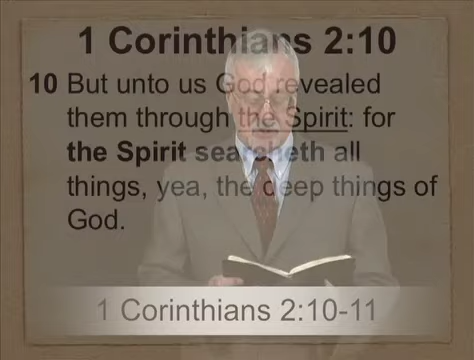 1 Corinthians 2:10
10 But unto us God revealed
them through the Spirit: for
the Spirit searcheth all
things, yea, the deep things of
God.
1 Corinthians 2:10-11